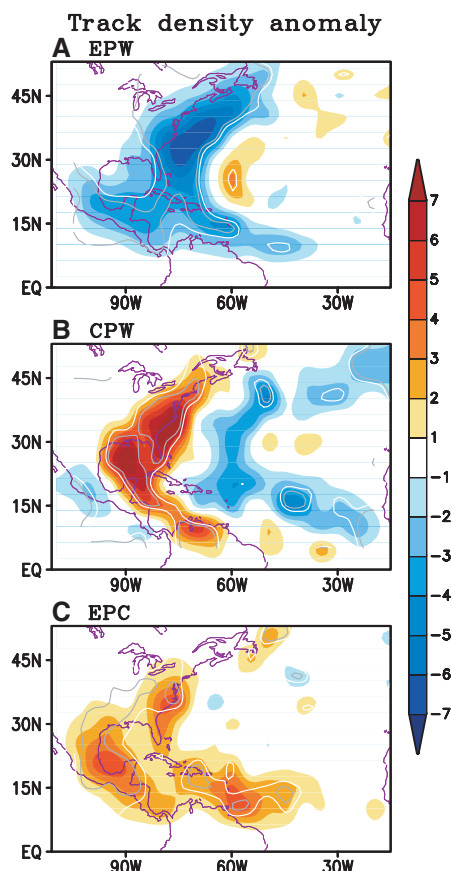 Track density anomaly
A EPW
45N
30N
15N
EQ
90W 60W 30W
B CPW
45N
30N
15N
EQ
90W 60W 30W
C EPC
45N
30N
15N
EQ
90W 60W 30W
7
6
5
4
3
2
1
−1
−2
−3
−4
−5
−6
−7